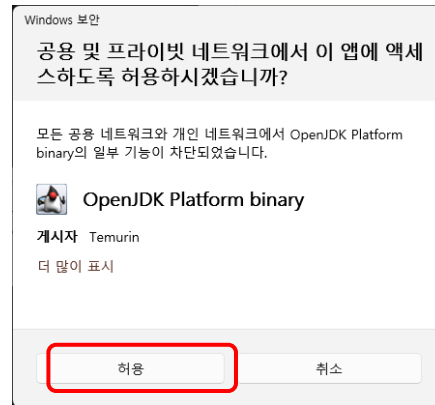 Windows 보안
공용 및 프라이빗 네트워크에서 이 앱에 액세
스하도록 허용하시겠습니까?
모든 공용 네트워크와 개인 네트워크에서 OpenJDK Platform
binary의 일부 기능이 차단되었습니다.
OpenJDK Platform binary
게시자 Temurin
더 많이 표시
허용 취소